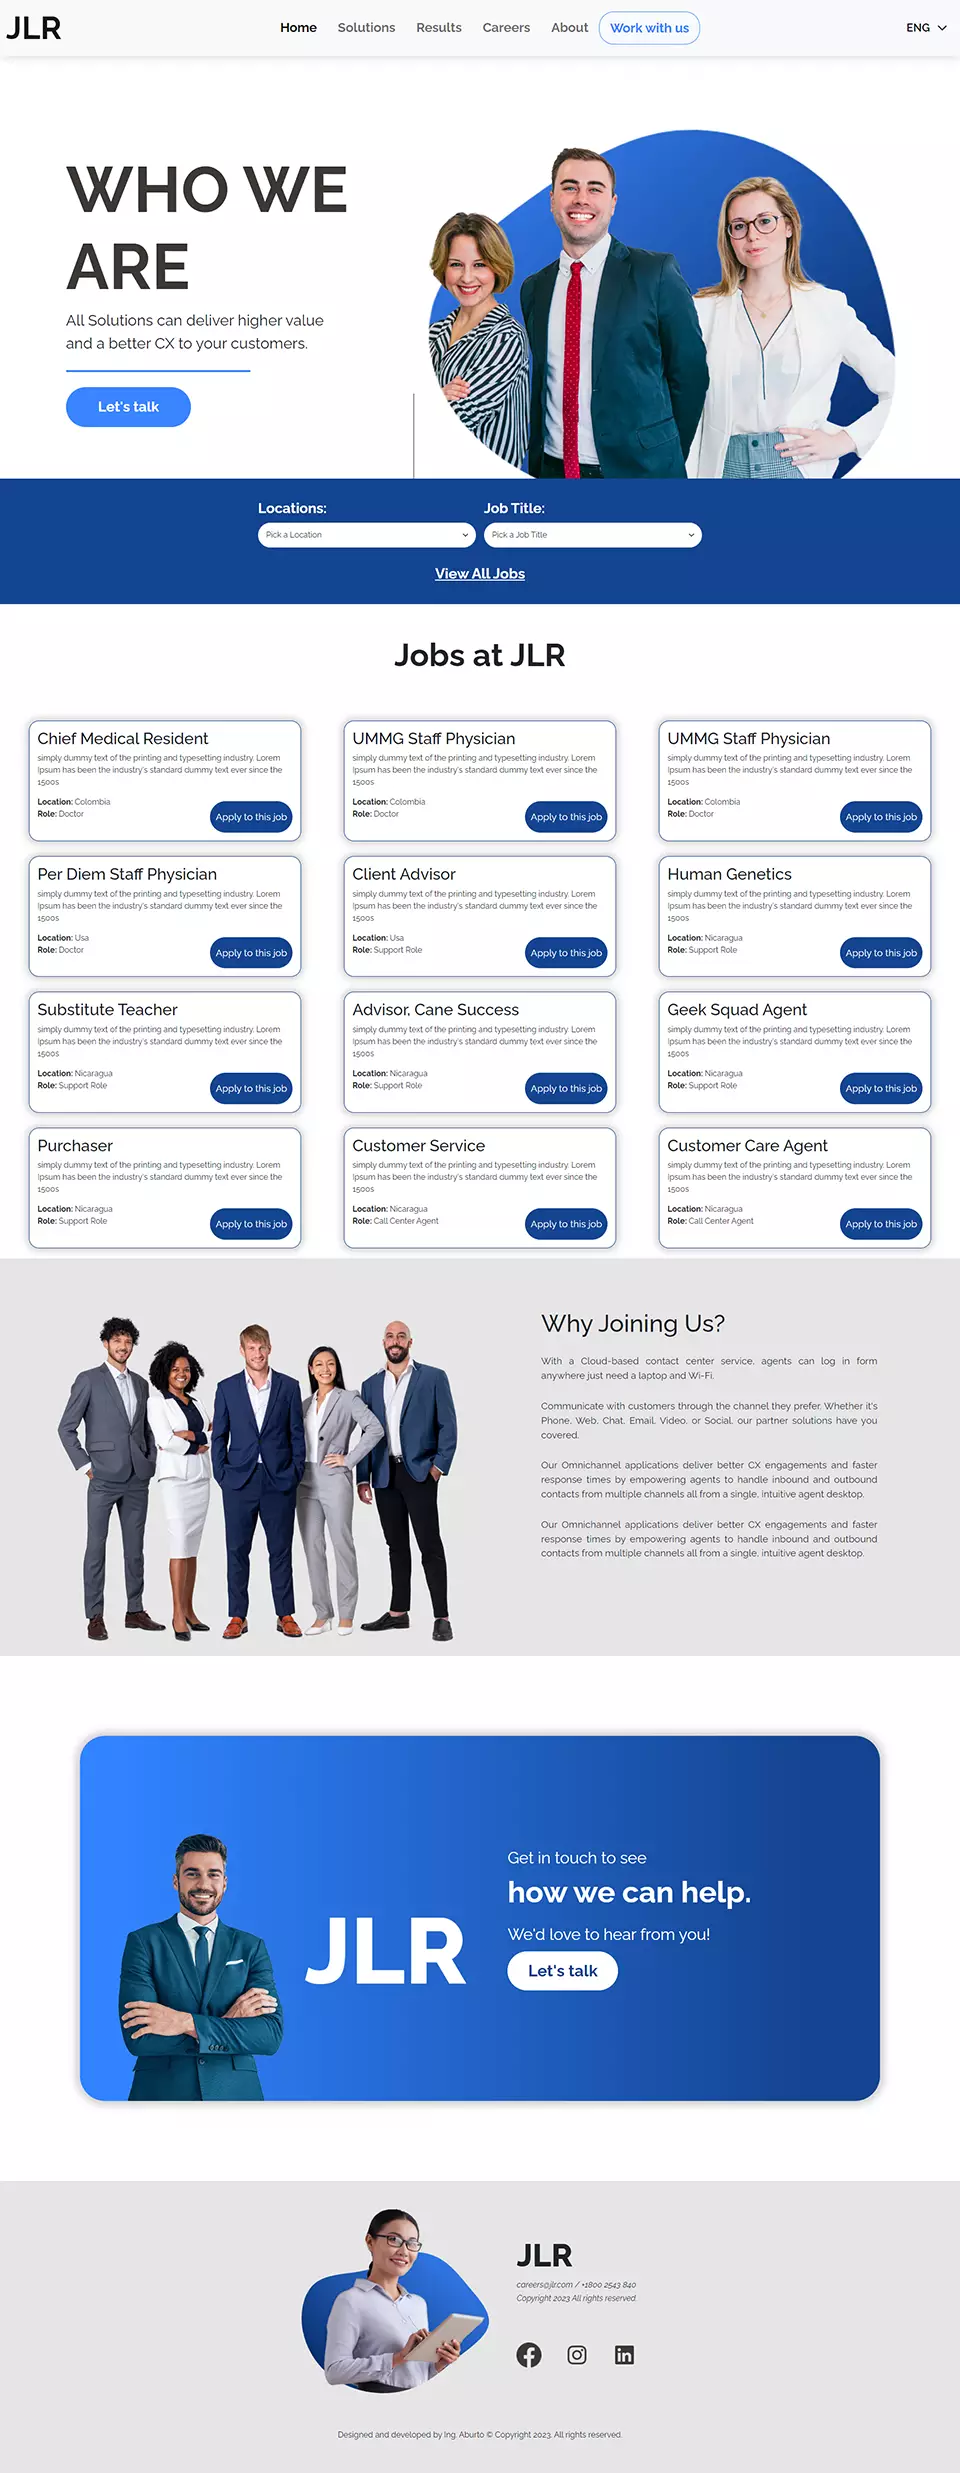 JLR
Home Solutions Results Careers About Work with us
ENG
WHO WE
ARE
All Solutions can deliver higher value
and a better CX to your customers.
Let's talk
Locations: Job Title:
Pick a Location Pick a Job Title
View All Jobs
Jobs at JLR
Chief Medical Resident
simply dummy text of the printing and typesetting industry. Lorem
Ipsum has been the industry's standard dummy text ever since the
1500s
Location: Colombia
Role: Doctor
Apply to this job
UMMG Staff Physician
simply dummy text of the printing and typesetting industry. Lorem
Ipsum has been the industry's standard dummy text ever since the
1500s
Location: Colombia
Role: Doctor
Apply to this job
UMMG Staff Physician
simply dummy text of the printing and typesetting industry. Lorem
Ipsum has been the industry's standard dummy text ever since the
1500s
Location: Colombia
Role: Doctor
Apply to this job
Per Diem Staff Physician
simply dummy text of the printing and typesetting industry. Lorem
Ipsum has been the industry's standard dummy text ever since the
1500s
Location: Usa
Role: Doctor
Apply to this job
Client Advisor
simply dummy text of the printing and typesetting industry. Lorem
Ipsum has been the industry's standard dummy text ever since the
1500s
Location: Usa
Role: Support Role
Apply to this job
Human Genetics
simply dummy text of the printing and typesetting industry. Lorem
Ipsum has been the industry's standard dummy text ever since the
1500s
Location: Nicaragua
Role: Support Role
Apply to this job
Substitute Teacher
simply dummy text of the printing and typesetting industry. Lorem
Ipsum has been the industry's standard dummy text ever since the
1500s
Location: Nicaragua
Role: Support Role
Apply to this job
Advisor, Cane Success
simply dummy text of the printing and typesetting industry. Lorem
Ipsum has been the industry's standard dummy text ever since the
1500s
Location: Nicaragua
Role: Support Role
Apply to this job
Geek Squad Agent
simply dummy text of the printing and typesetting industry. Lorem
Ipsum has been the industry's standard dummy text ever since the
1500s
Location: Nicaragua
Role: Support Role
Apply to this job
Purchaser
simply dummy text of the printing and typesetting industry. Lorem
Ipsum has been the industry's standard dummy text ever since the
1500s
Location: Nicaragua
Role: Support Role
Apply to this job
Customer Service
simply dummy text of the printing and typesetting industry. Lorem
Ipsum has been the industry's standard dummy text ever since the
1500s
Location: Nicaragua
Role: Call Center Agent
Apply to this job
Customer Care Agent
simply dummy text of the printing and typesetting industry. Lorem
Ipsum has been the industry's standard dummy text ever since the
1500s
Location: Nicaragua
Role: Call Center Agent
Apply to this job
Why Joining Us?
With a Cloud-based contact center service, agents can log in form
anywhere just need a laptop and Wi-Fi.
Communicate with customers through the channel they prefer. Whether it's
Phone, Web, Chat, Email, Video, or Social, our partner solutions have you
covered.
Our Omnichannel applications deliver better CX engagements and faster
response times by empowering agents to handle inbound and outbound
contacts from multiple channels all from a single, intuitive agent desktop.
Our Omnichannel applications deliver better CX engagements and faster
response times by empowering agents to handle inbound and outbound
contacts from multiple channels all from a single, intuitive agent desktop.
JLR
Get in touch to see
how we can help.
We'd love to hear from you!
Let's talk
JLR
careers@jlr.com / +1800 2543 840
Copyright 2023 All rights reserved.
Designed and developed by Ing. Aburto © Copyright 2023. All rights reserved.